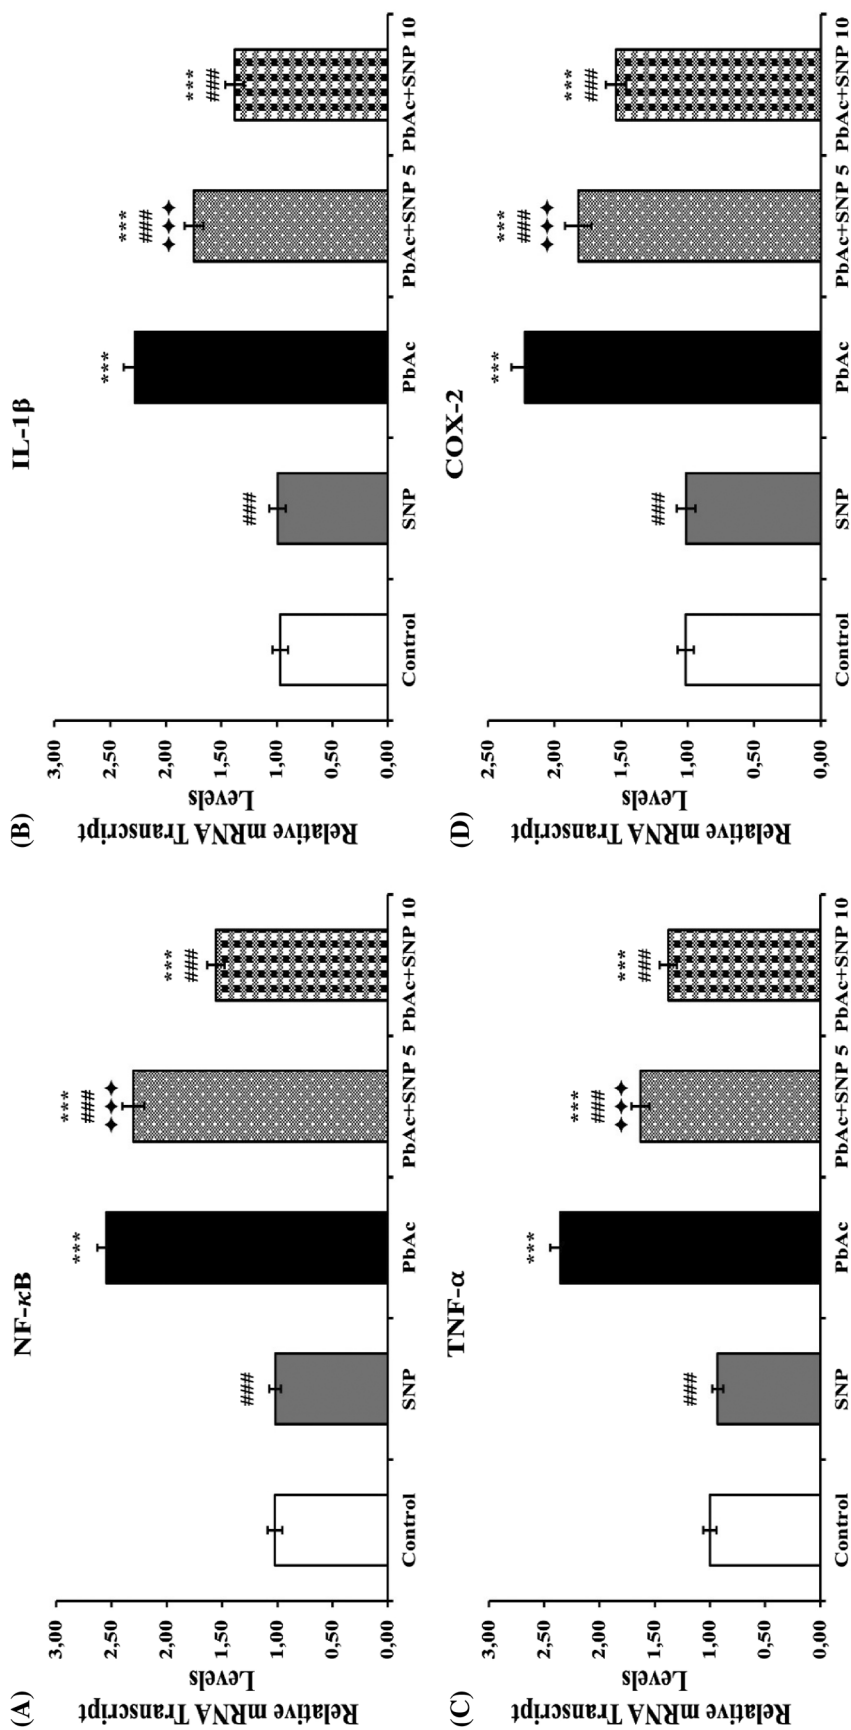 (A)
NF-κB
Relative mRNA Transcript
Levels
3,00
2,50
2,00
1,50
1,00
0,50
0,00
###
***
***
###
✦✦✦
***
###
Control SNP PbAc PbAc+SNP 5 PbAc+SNP 10
(B)
IL-1β
Relative mRNA Transcript
Levels
3,00
2,50
2,00
1,50
1,00
0,50
0,00
###
***
***
###
✦✦✦
***
###
Control SNP PbAc PbAc+SNP 5 PbAc+SNP 10
(C)
TNF-α
Relative mRNA Transcript
Levels
3,00
2,50
2,00
1,50
1,00
0,50
0,00
###
***
***
###
✦✦✦
***
###
Control SNP PbAc PbAc+SNP 5 PbAc+SNP 10
(D)
COX-2
Relative mRNA Transcript
Levels
2,50
2,00
1,50
1,00
0,50
0,00
###
***
***
###
✦✦✦
***
###
Control SNP PbAc PbAc+SNP 5 PbAc+SNP 10